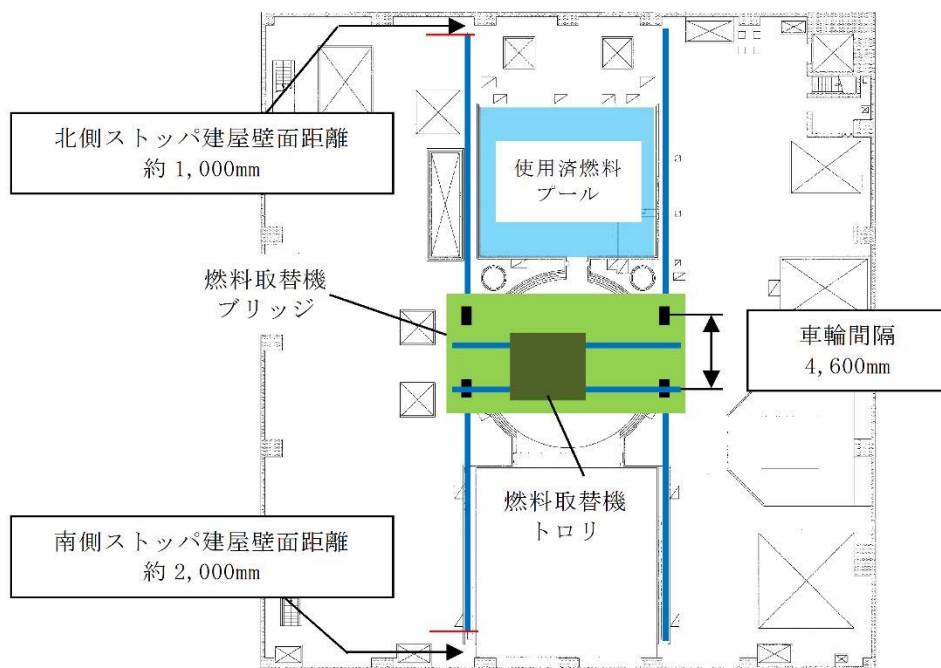 北側ストッパ建屋壁面距離
約 1,000mm
使用済燃料
プール
燃料取替機
ブリッジ
車輪間隔
4,600mm
燃料取替機
トロリ
南側ストッパ建屋壁面距離
約 2,000mm